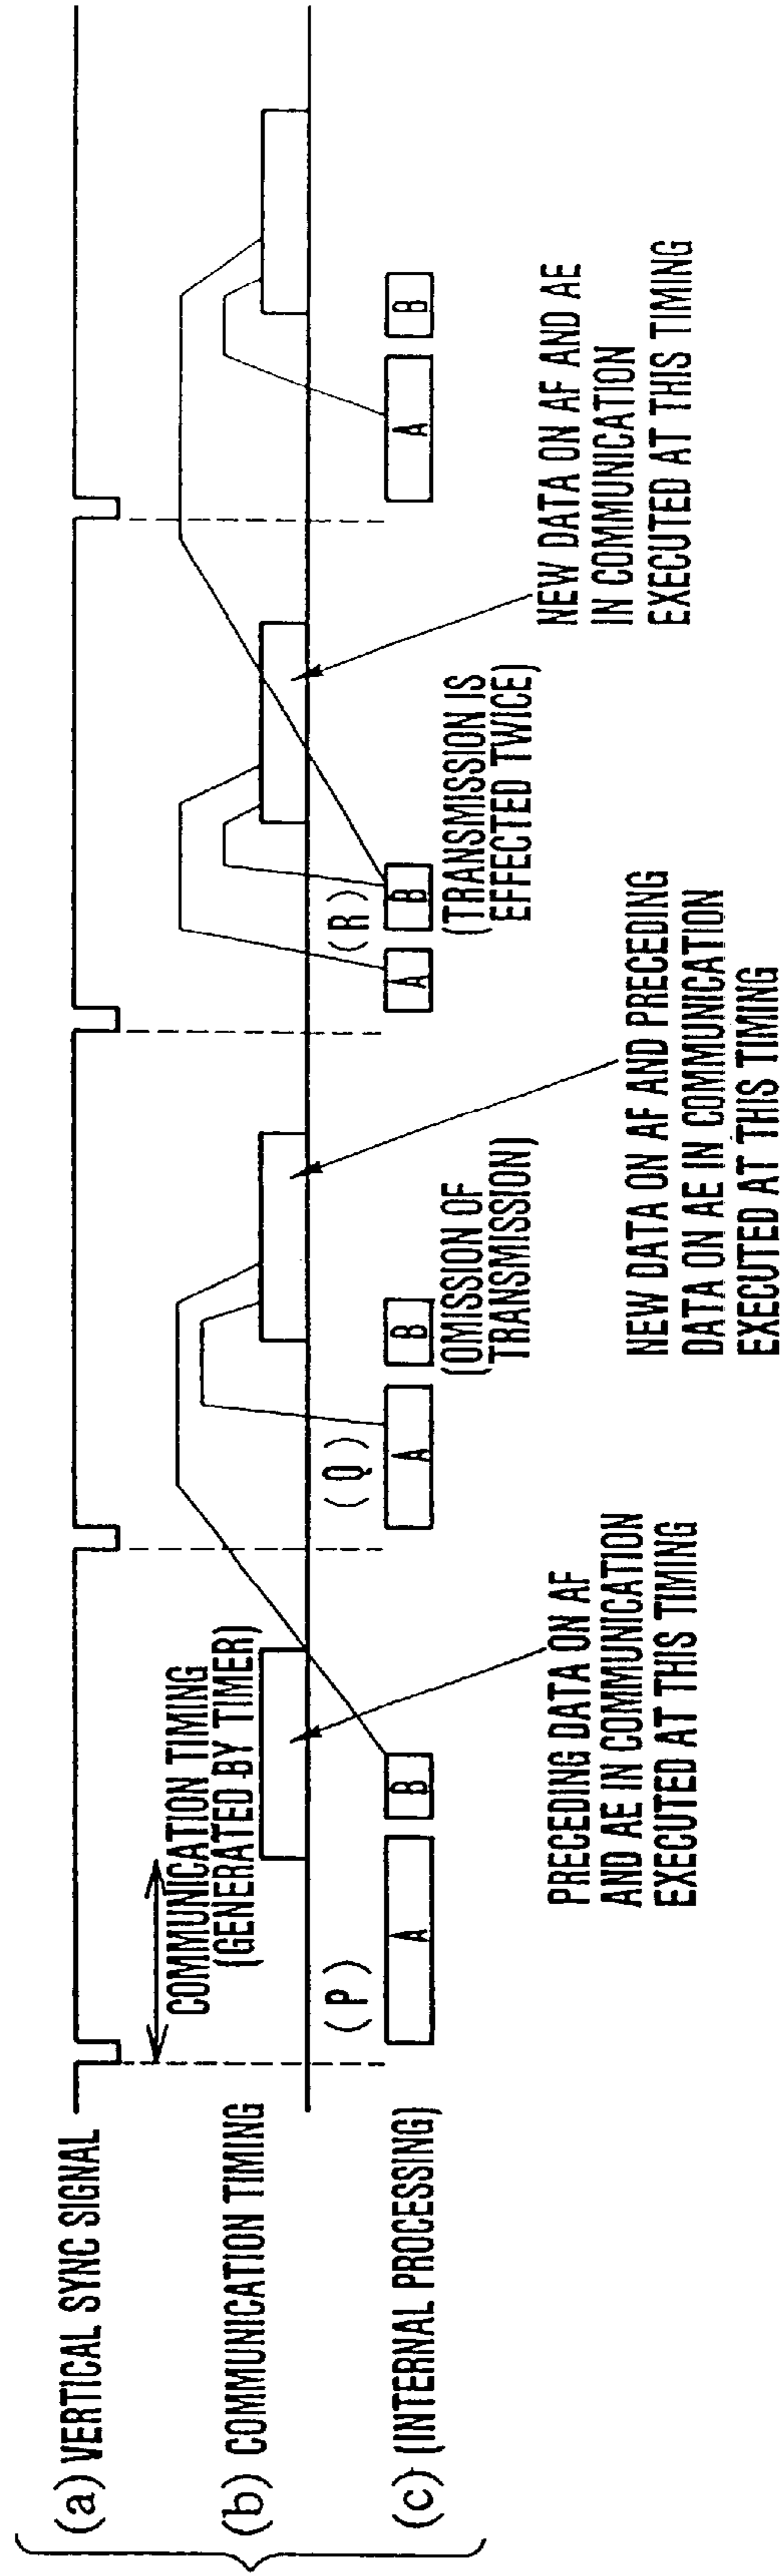 (a) VERTICAL SYNC SIGNAL
(b) COMMUNICATION TIMING
COMMUNICATION TIMING
(GENERATED BY TIMER)
(c) (INTERNAL PROCESSING)
(P)
A
B
(Q)
A
B
(OMISSION OF
TRANSMISSION)
(R)
A
B
(TRANSMISSION IS
EFFECTED TWICE)
A
B
PRECEDING DATA ON AF
AND AE IN COMMUNICATION
EXECUTED AT THIS TIMING
NEW DATA ON AF AND PRECEDING
DATA ON AE IN COMMUNICATION
EXECUTED AT THIS TIMING
NEW DATA ON AF AND AE
IN COMMUNICATION
EXECUTED AT THIS TIMING